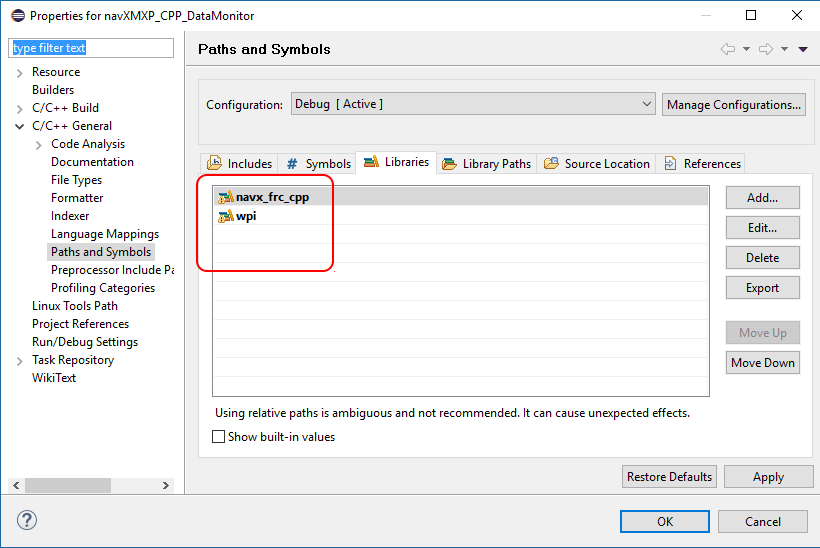 Properties for navXMXP_CPP_DataMonitor
type filter text
Resource
Builders
C/C++ Build
C/C++ General
Code Analysis
Documentation
File Types
Formatter
Indexer
Language Mappings
Paths and Symbols
Preprocessor Include Pa
Profiling Categories
Linux Tools Path
Project References
Run/Debug Settings
Task Repository
WikiText
Paths and Symbols
Configuration: Debug [ Active ] Manage Configurations...
Includes # Symbols Libraries Library Paths Source Location References
navx_frc_cpp
wpi
Add...
Edit...
Delete
Export
Move Up
Move Down
Using relative paths is ambiguous and not recommended. It can cause unexpected effects.
Show built-in values
Restore Defaults Apply
? OK Cancel